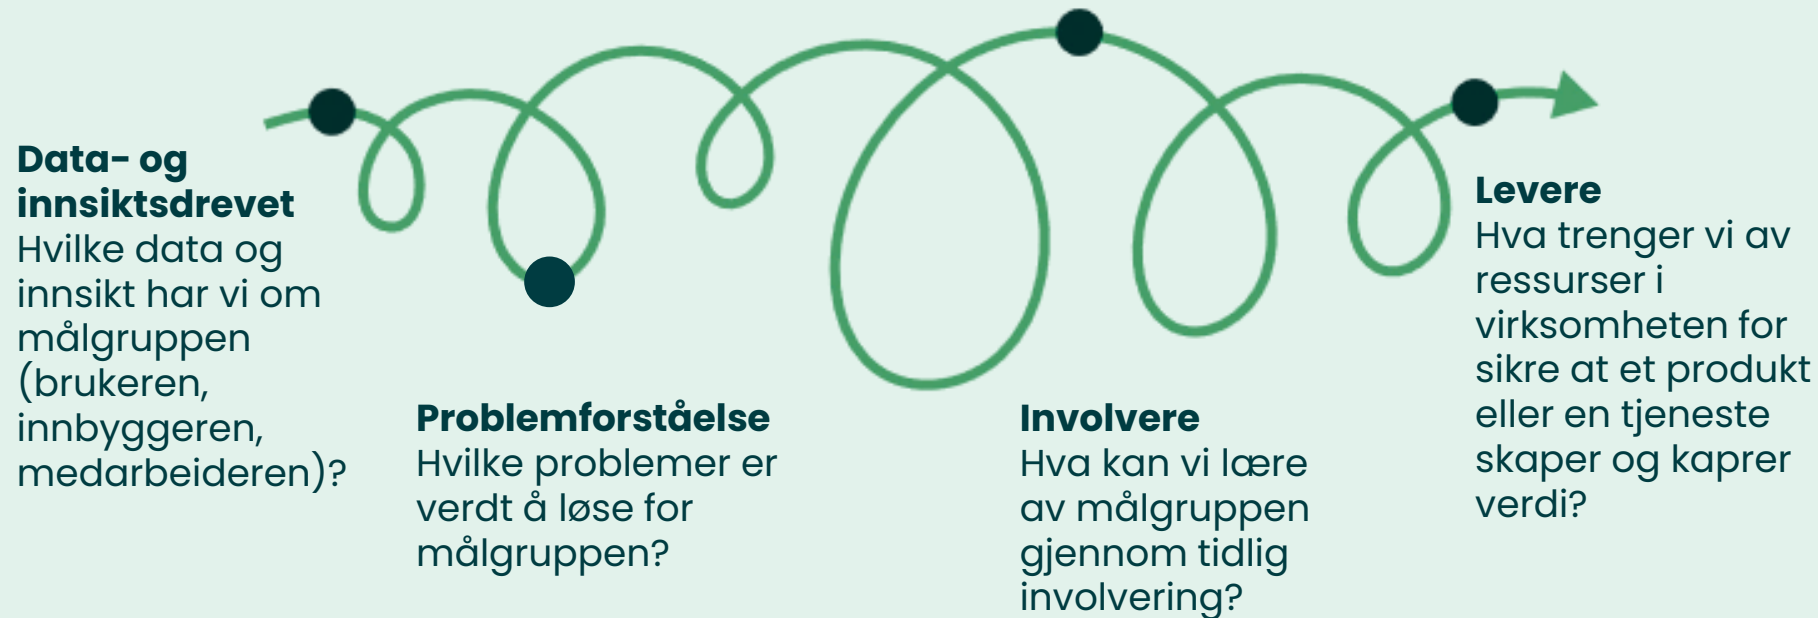 Data- og
innsiktsdrevet
Hvilke data og
innsikt har vi om
målgruppen
(brukeren,
innbyggeren,
medarbeideren)?
Problemforståelse
Hvilke problemer er
verdt å løse for
målgruppen?
Involvere
Hva kan vi lære
av målgruppen
gjennom tidlig
involvering?
Levere
Hva trenger vi av
ressurser i
virksomheten for
sikre at et produkt
eller en tjeneste
skaper og kaprer
verdi?